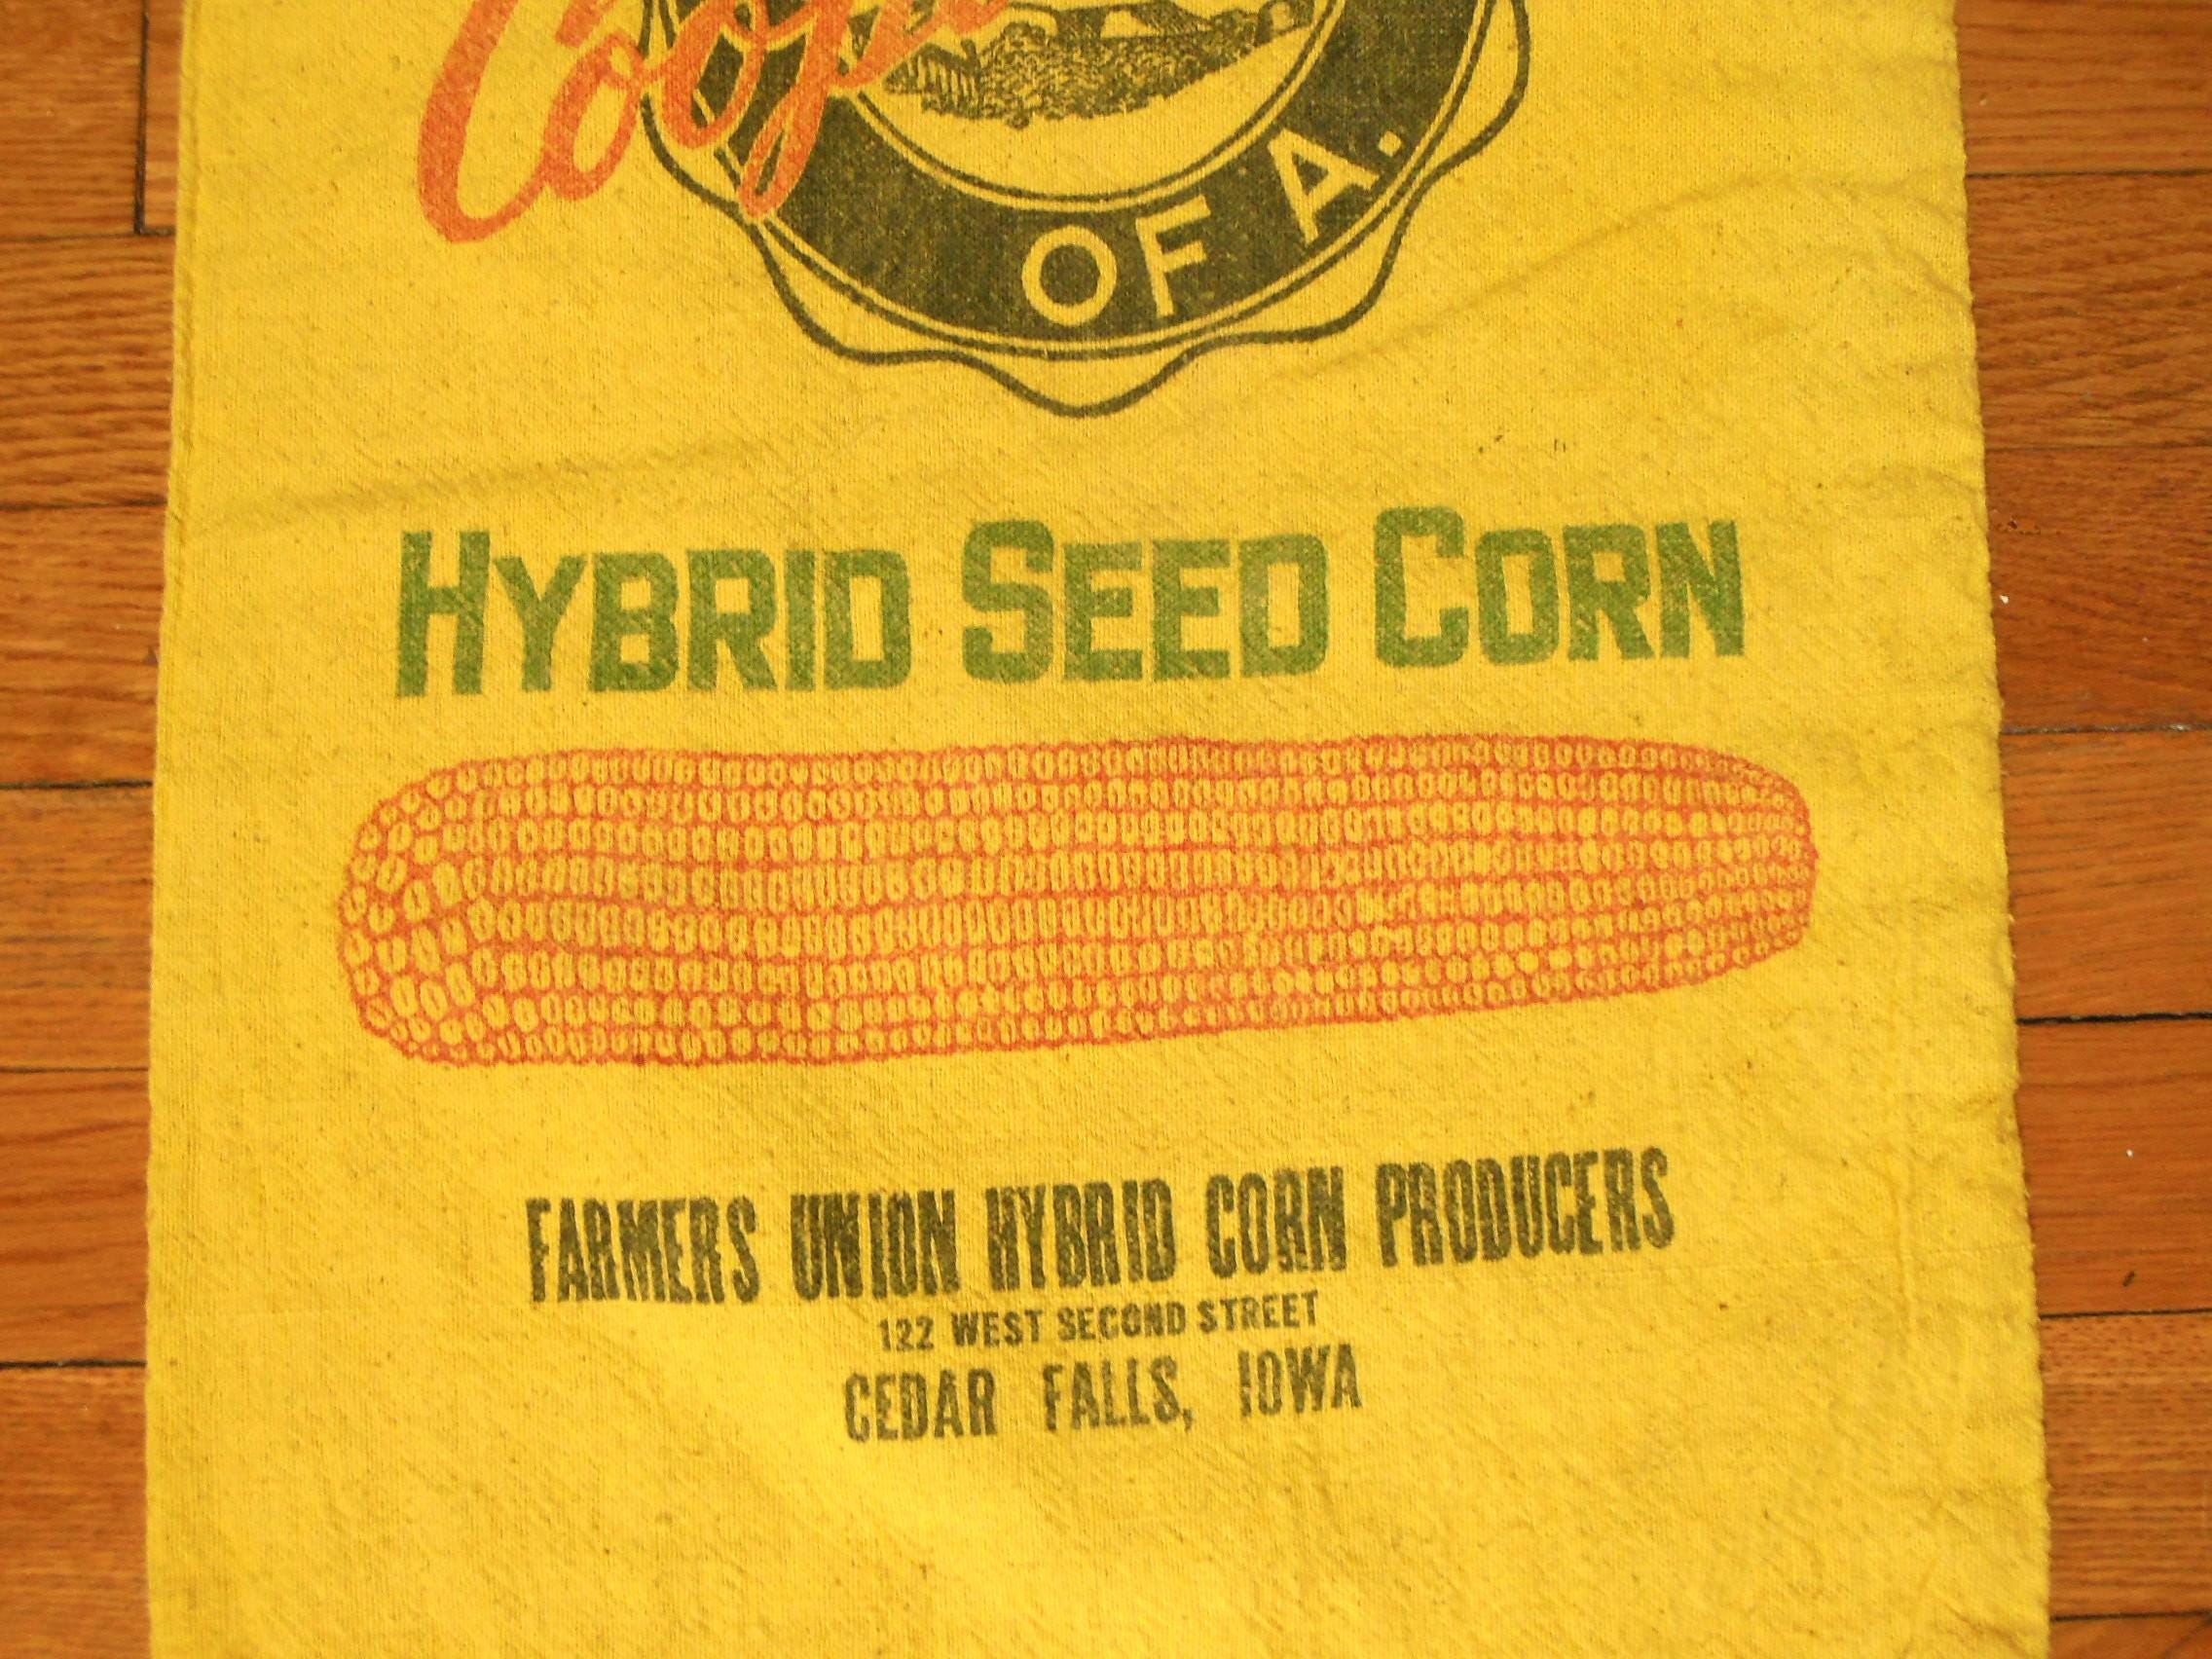 OF A.
HYBRID SEED CORN
FARMERS UNION HYBRID CORN PRODUCERS
122 WEST SECOND STREET
CEDAR FALLS, IOWA